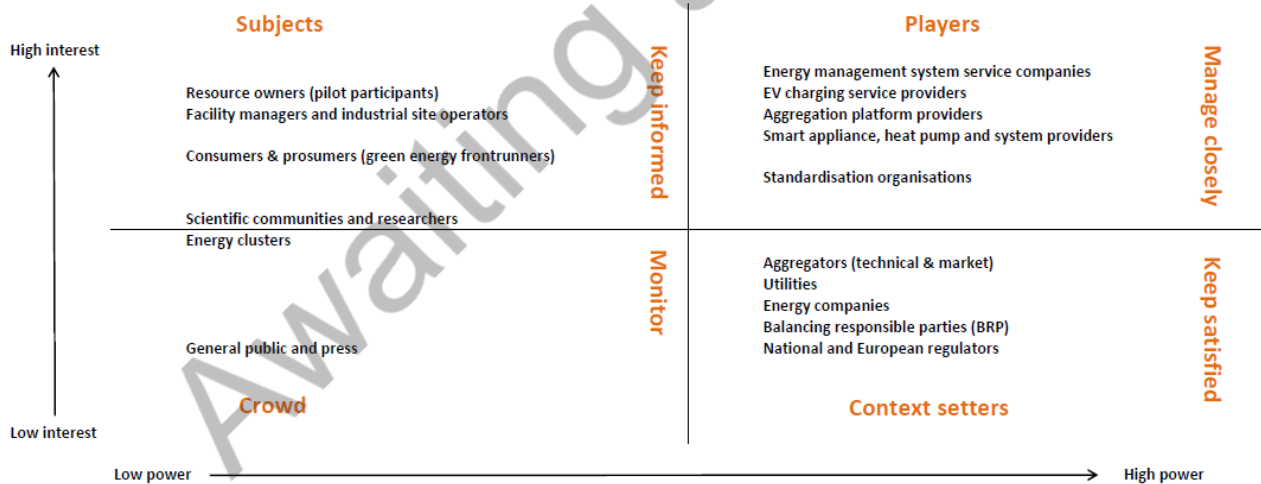 Subjects
Players
High interest
Keep informed
Manage closely
Resource owners (pilot participants)
Facility managers and industrial site operators
Consumers & prosumers (green energy frontrunners)
Scientific communities and researchers
Energy management system service companies
EV charging service providers
Aggregation platform providers
Smart appliance, heat pump and system providers
Standardisation organisations
Energy clusters
General public and press
Monitor
Aggregators (technical & market)
Utilities
Energy companies
Balancing responsible parties (BRP)
National and European regulators
Keep satisfied
Crowd
Context setters
Low interest
Low power
High power
Awaiting